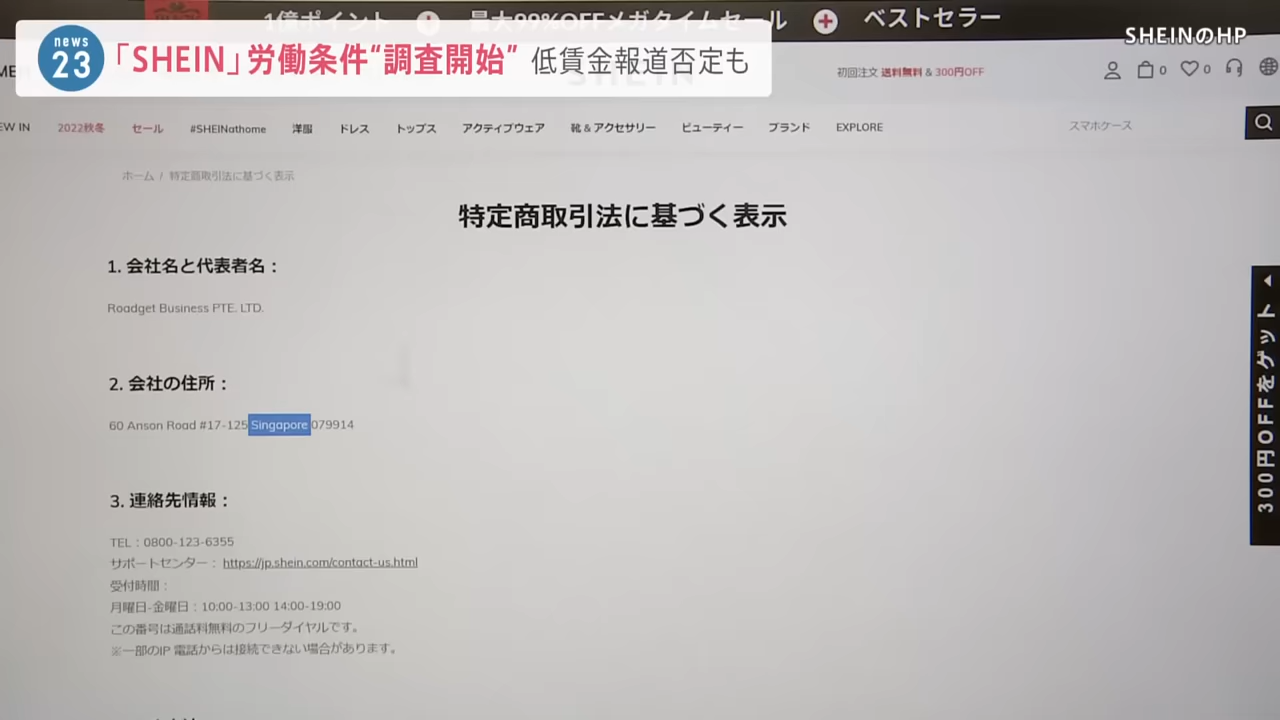 1億ポイント
最大99%OFFメガタイムセール
ベストセラー
SHEINのHP
news 23
「SHEIN」労働条件“調査開始” 低賃金報道否定も
初回注文 送料無料 & 300円OFF
0
0
EW IN 2022秋冬 セール #SHEINathome 洋服 ドレス トップス アクティブウェア 靴 & アクセサリー ビューティー ブランド EXPLORE
スマホケース
ホーム / 特定商取引法に基づく表示
特定商取引法に基づく表示
1. 会社名と代表者名：
Roadget Business PTE. LTD.
2. 会社の住所：
60 Anson Road #17-125 Singapore 079914
3. 連絡先情報：
TEL：0800-123-6355
サポートセンター： https://jp.shein.com/contact-us.html
受付時間：
月曜日-金曜日：10:00-13:00 14:00-19:00
この番号は通話料無料のフリーダイヤルです。
※一部のIP 電話からは接続できない場合があります。
300円OFFをゲット